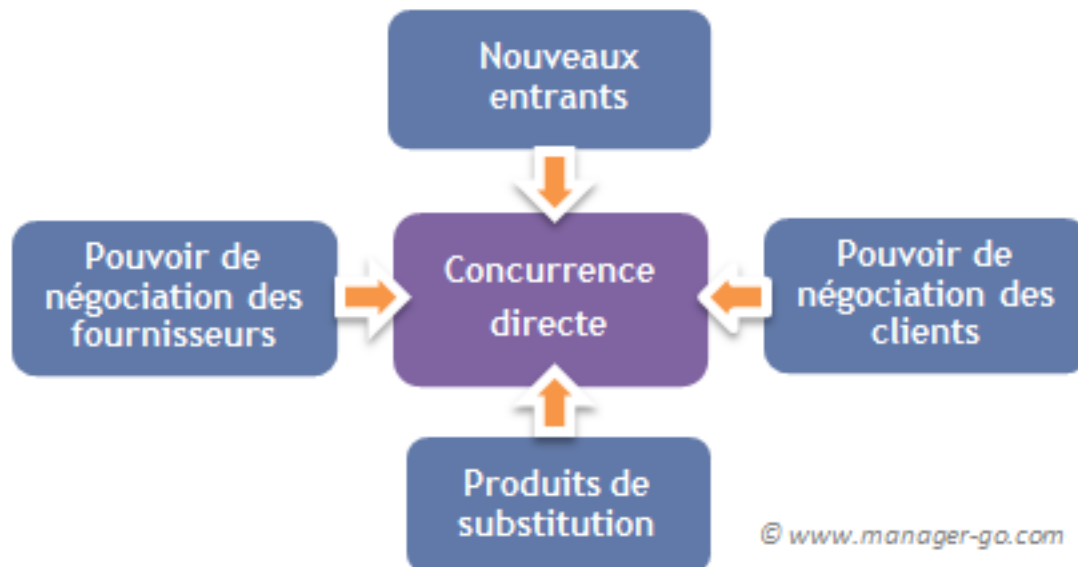 Nouveaux
entrants
Pouvoir de
négociation des
fournisseurs
Concurrence
directe
Pouvoir de
négociation des
clients
Produits de
substitution
© www.manager-go.com